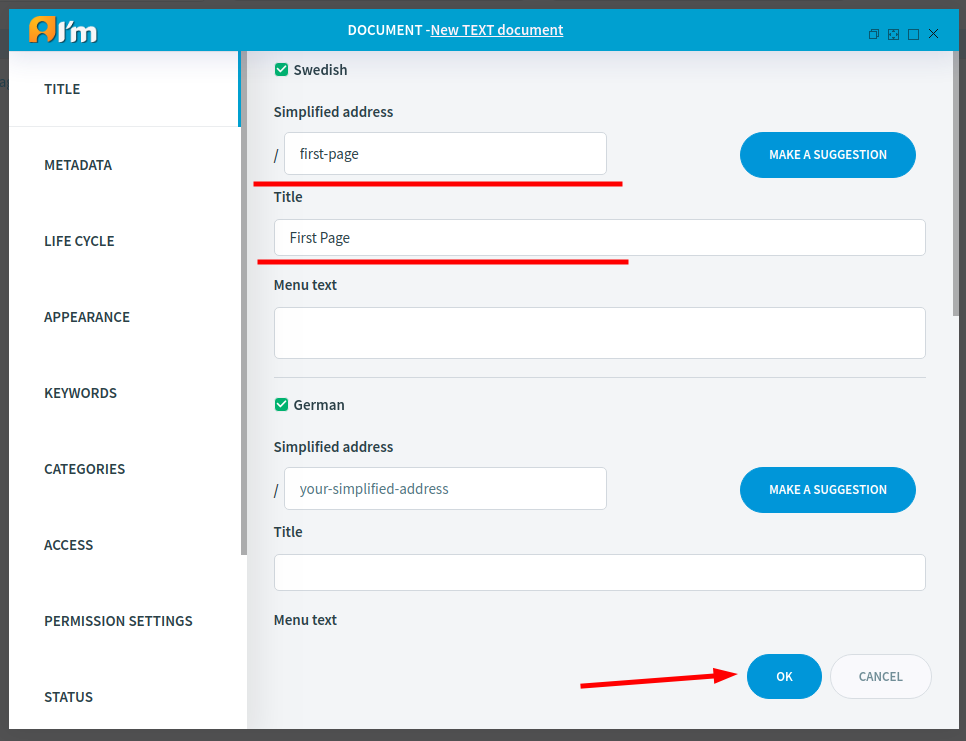 I'm
DOCUMENT -New TEXT document
TITLE
METADATA
LIFE CYCLE
APPEARANCE
KEYWORDS
CATEGORIES
ACCESS
PERMISSION SETTINGS
STATUS
Swedish
Simplified address
/ first-page MAKE A SUGGESTION
Title
First Page
Menu text
German
Simplified address
/ your-simplified-address MAKE A SUGGESTION
Title
Menu text
OK CANCEL